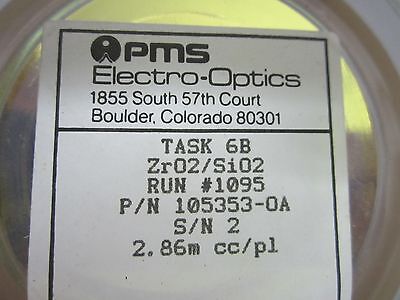 PMS
Electro-Optics
1855 South 57th Court
Boulder, Colorado 80301
TASK 6B
ZrO2/SiO2
RUN #1095
P/N 105353-0A
S/N 2
2.86m cc/pl